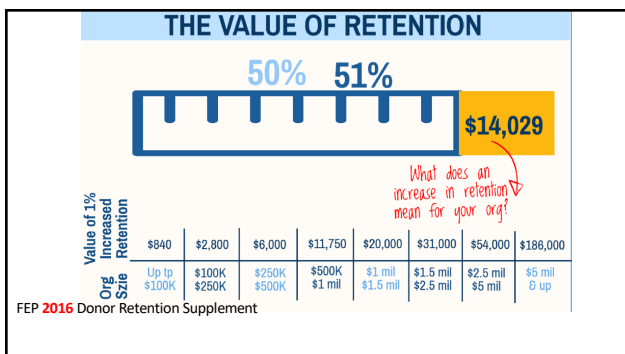 THE VALUE OF RETENTION
50% 51%
$14,029
What does an
increase in retention
mean for your org?
Value of 1%
Increased
Retention
$840 $2,800 $6,000 $11,750 $20,000 $31,000 $54,000 $186,000
Org
Szie
Up tp $100K $250K $500K $1 mil $1.5 mil $2.5 mil $5 mil
$100K $250K $500K $1 mil $1.5 mil $2.5 mil $5 mil & up
FEP 2016 Donor Retention Supplement